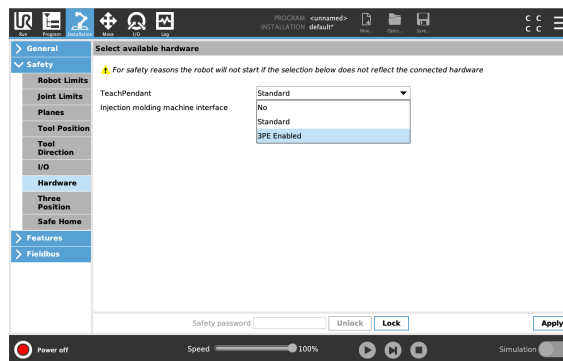 UR
PROGRAM <unnamed>
INSTALLATION default*
C C
C C
Run
Program
Installation
Move
I/O
Log
New...
Open...
Save...
General
Select available hardware
Safety
! For safety reasons the robot will not start if the selection below does not reflect the connected hardware
Robot Limits
Joint Limits
TeachPendant
Standard
Injection molding machine interface
No
Standard
3PE Enabled
Planes
Tool Position
Tool
Direction
I/O
Hardware
Three
Position
Safe Home
Features
Fieldbus
Safety password
Unlock
Lock
Apply
Power off
Speed
100%
Simulation